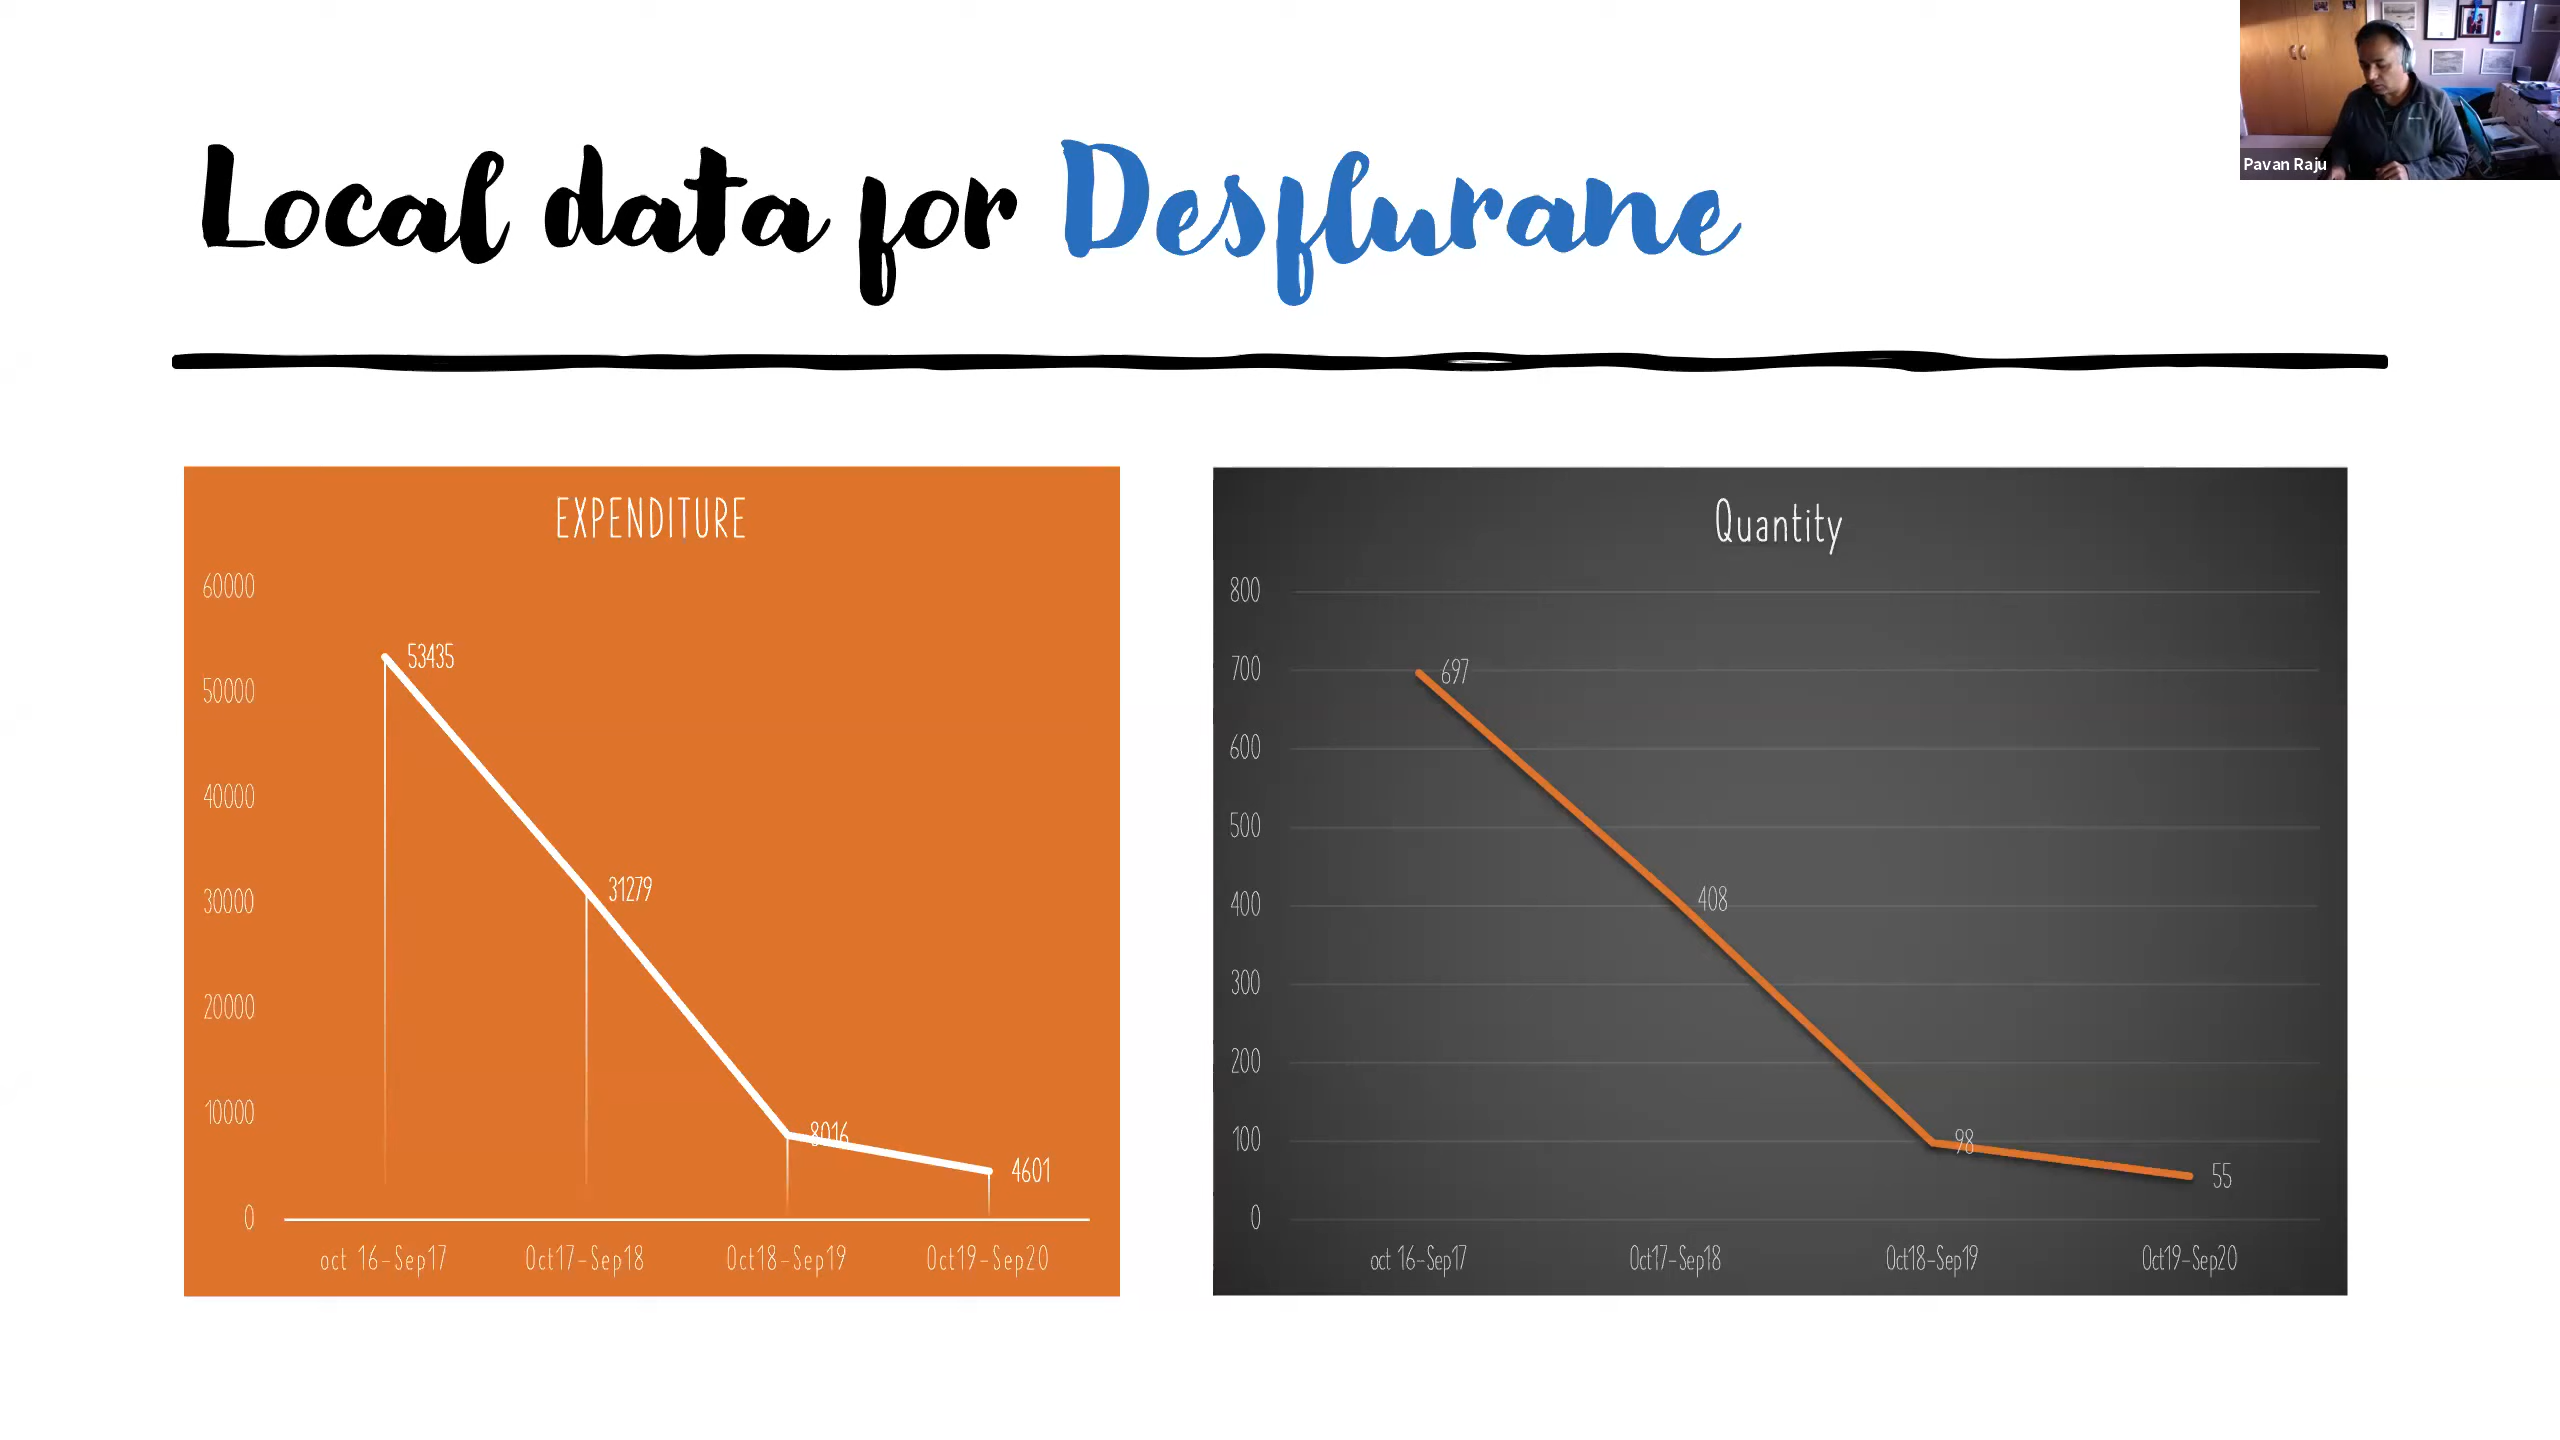 Local data for Desflurane
Pavan Raju
EXPENDITURE
60000
50000
40000
30000
20000
10000
0
53435
31279
8016
4601
oct 16-Sep17
Oct17-Sep18
Oct18-Sep19
Oct19-Sep20
Quantity
800
700
600
500
400
300
200
100
0
697
408
98
55
oct 16-Sep17
Oct17-Sep18
Oct18-Sep19
Oct19-Sep20